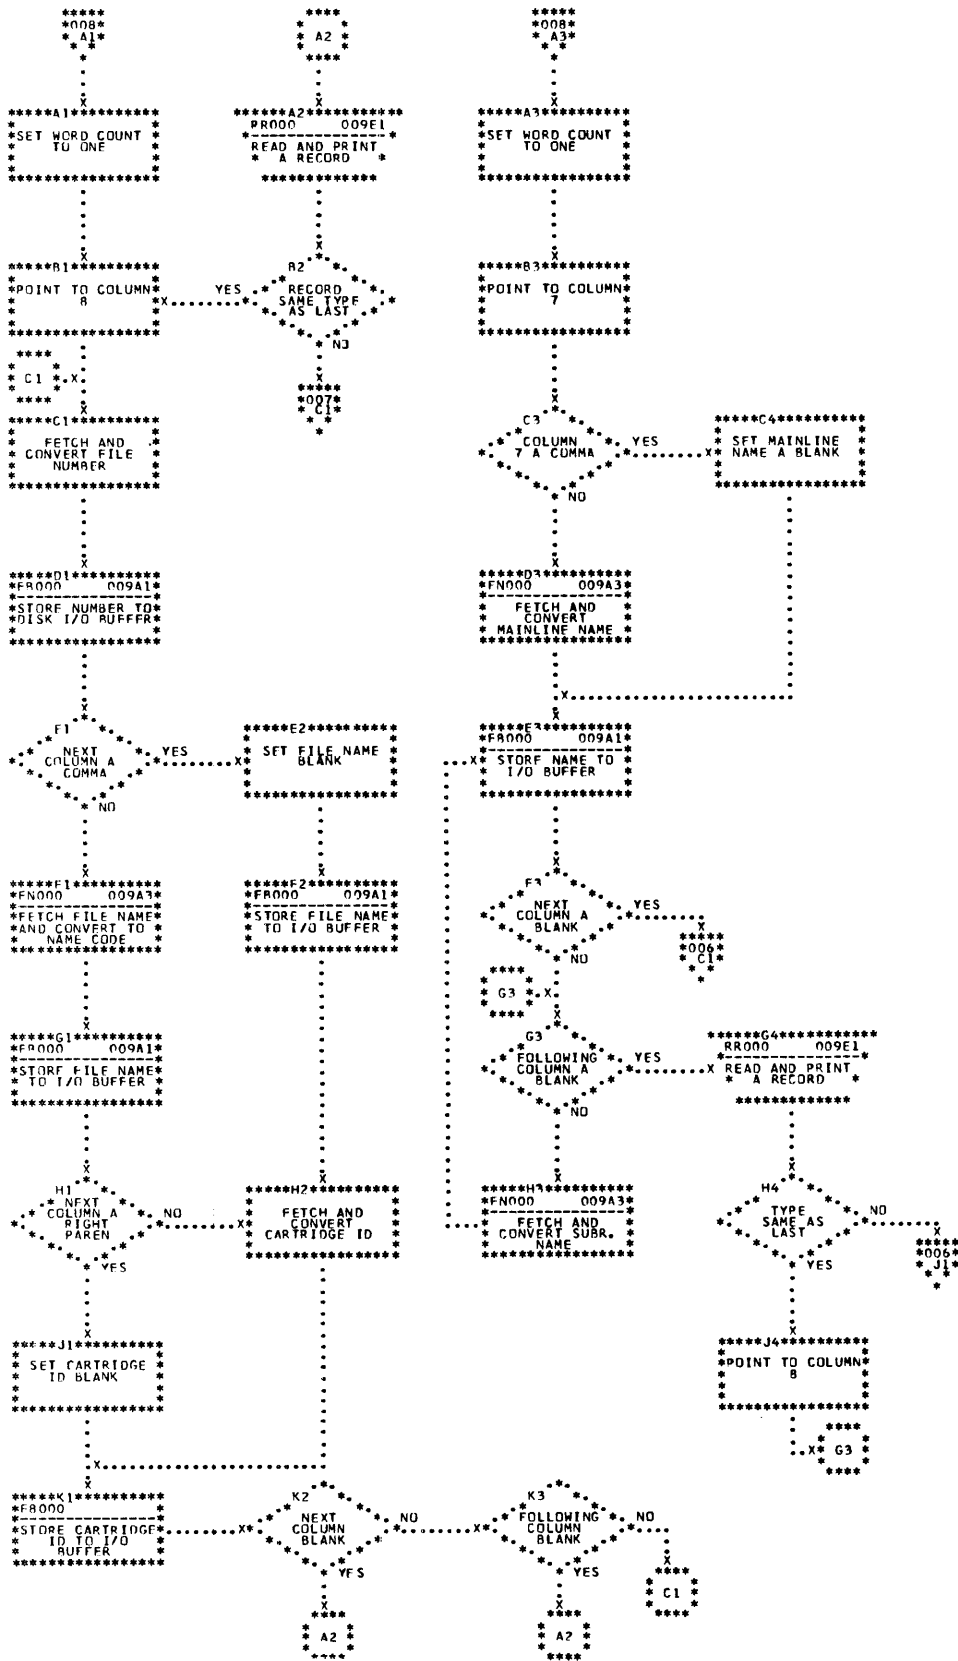 008
A1
A2
008
A3
A1
SET WORD COUNT
TO ONE
A2
RR000 009E1
READ AND PRINT
A RECORD
A3
SET WORD COUNT
TO ONE
B1
POINT TO COLUMN
8
B2
YES
RECORD
SAME TYPE
AS LAST
NO
B3
POINT TO COLUMN
7
C1
007
C1
C1
FETCH AND
CONVERT FILE
NUMBER
C3
COLUMN
7 A COMMA
YES
NO
C4
SET MAINLINE
NAME A BLANK
D1
FB000 009A1
STORE NUMBER TO
DISK I/O BUFFER
D3
FN000 009A3
FETCH AND
CONVERT
MAINLINE NAME
E1
NEXT
COLUMN A
COMMA
YES
NO
E2
SET FILE NAME
BLANK
E3
FB000 009A1
STORE NAME TO
I/O BUFFER
F1
FN000 009A3
FETCH FILE NAME
AND CONVERT TO
NAME CODE
F2
FB000 009A1
STORE FILE NAME
TO I/O BUFFER
F3
NEXT
COLUMN A
BLANK
YES
NO
006
C1
G3
G1
FB000 009A1
STORE FILE NAME
TO I/O BUFFER
G3
FOLLOWING
COLUMN A
BLANK
YES
NO
G4
RR000 009E1
READ AND PRINT
A RECORD
H1
NEXT
COLUMN A
RIGHT
PAREN
NO
YES
H2
FETCH AND
CONVERT
CARTRIDGE ID
H3
FN000 009A3
FETCH AND
CONVERT SUBR.
NAME
H4
TYPE
SAME AS
LAST
NO
YES
006
J1
J1
SET CARTRIDGE
ID BLANK
J4
POINT TO COLUMN
8
G3
K1
FB000
STORE CARTRIDGE
ID TO I/O
BUFFER
K2
NEXT
COLUMN
BLANK
NO
YES
K3
FOLLOWING
COLUMN
BLANK
NO
YES
C1
A2
A2